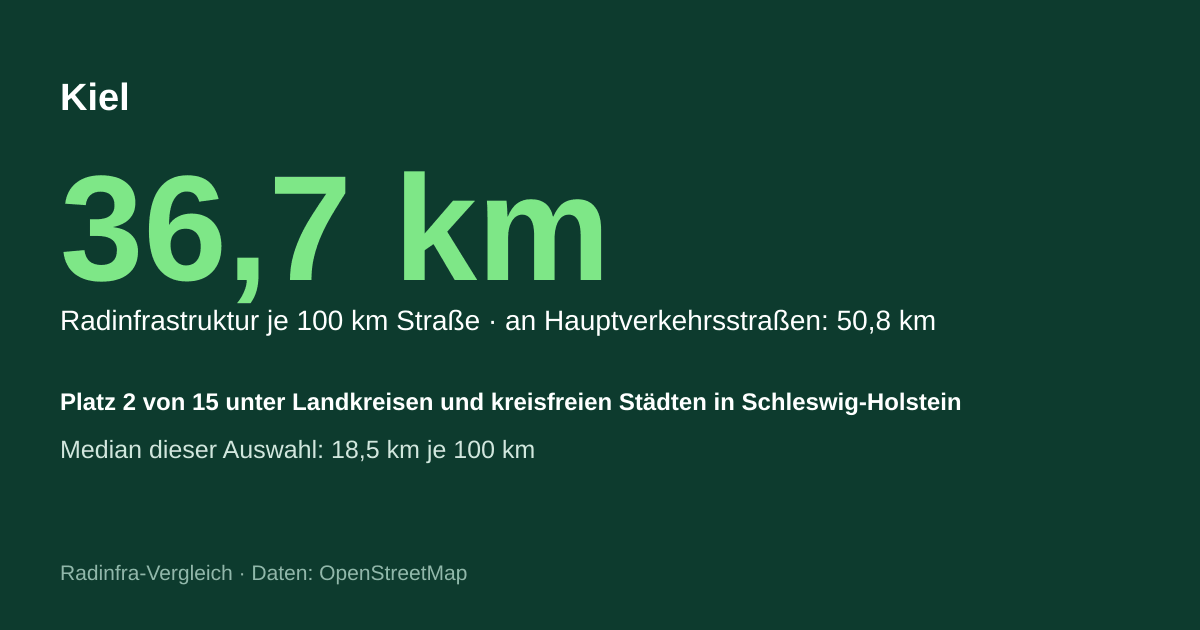 Kiel
36,7 km
Radinfrastruktur je 100 km Straße · an Hauptverkehrsstraßen: 50,8 km
Platz 2 von 15 unter Landkreisen und kreisfreien Städten in Schleswig-Holstein
Median dieser Auswahl: 18,5 km je 100 km
Radinfra-Vergleich · Daten: OpenStreetMap